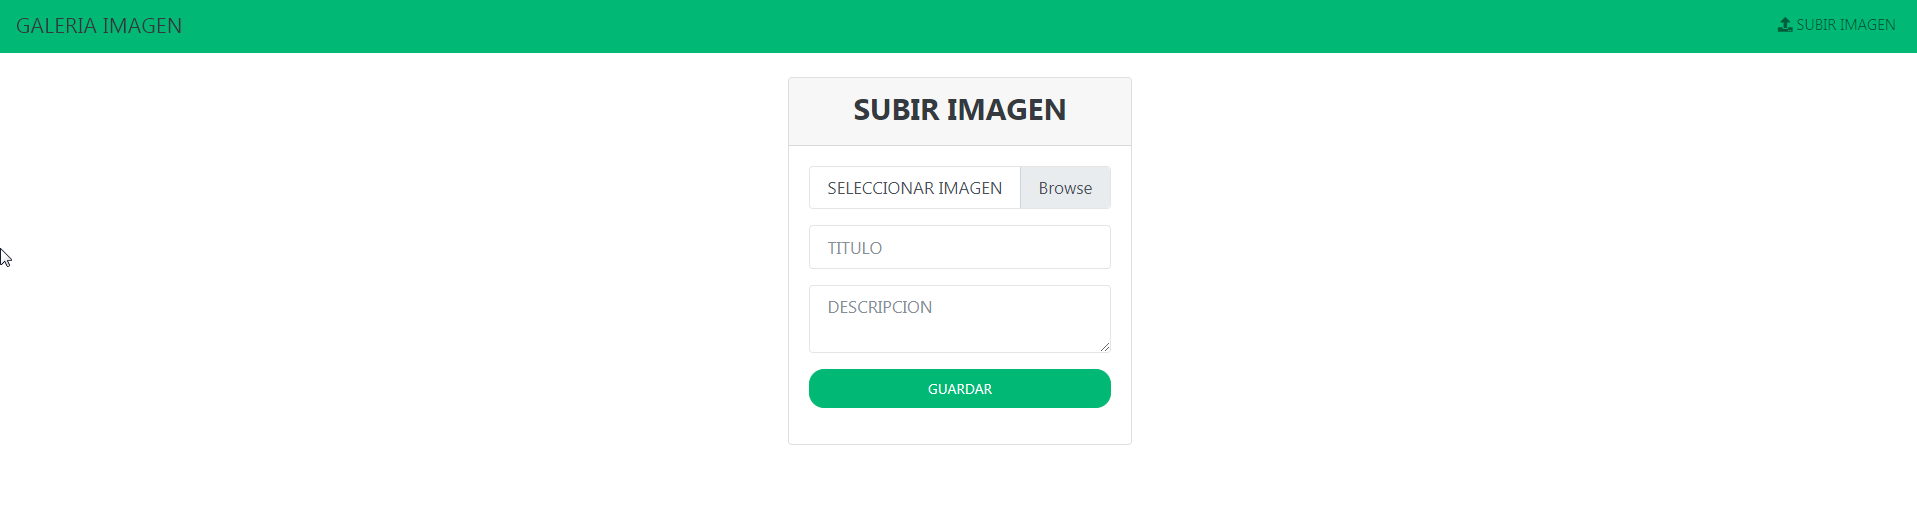 GALERIA IMAGEN
SUBIR IMAGEN
SUBIR IMAGEN
SELECCIONAR IMAGEN
Browse
TITULO
DESCRIPCION
GUARDAR